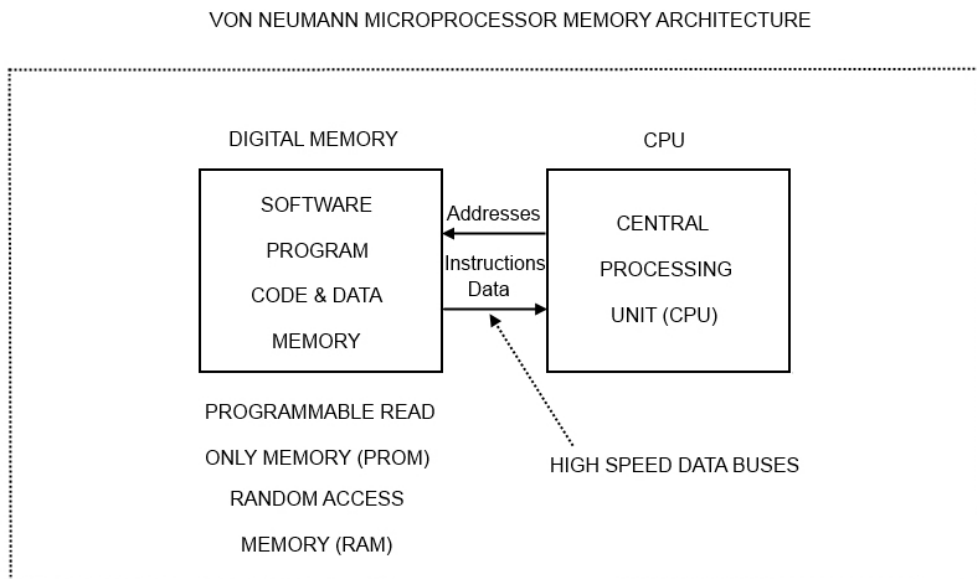 VON NEUMANN MICROPROCESSOR MEMORY ARCHITECTURE
DIGITAL MEMORY
CPU
SOFTWARE
PROGRAM
CODE & DATA
MEMORY
Addresses
Instructions
Data
CENTRAL
PROCESSING
UNIT (CPU)
PROGRAMMABLE READ
ONLY MEMORY (PROM)
RANDOM ACCESS
MEMORY (RAM)
HIGH SPEED DATA BUSES